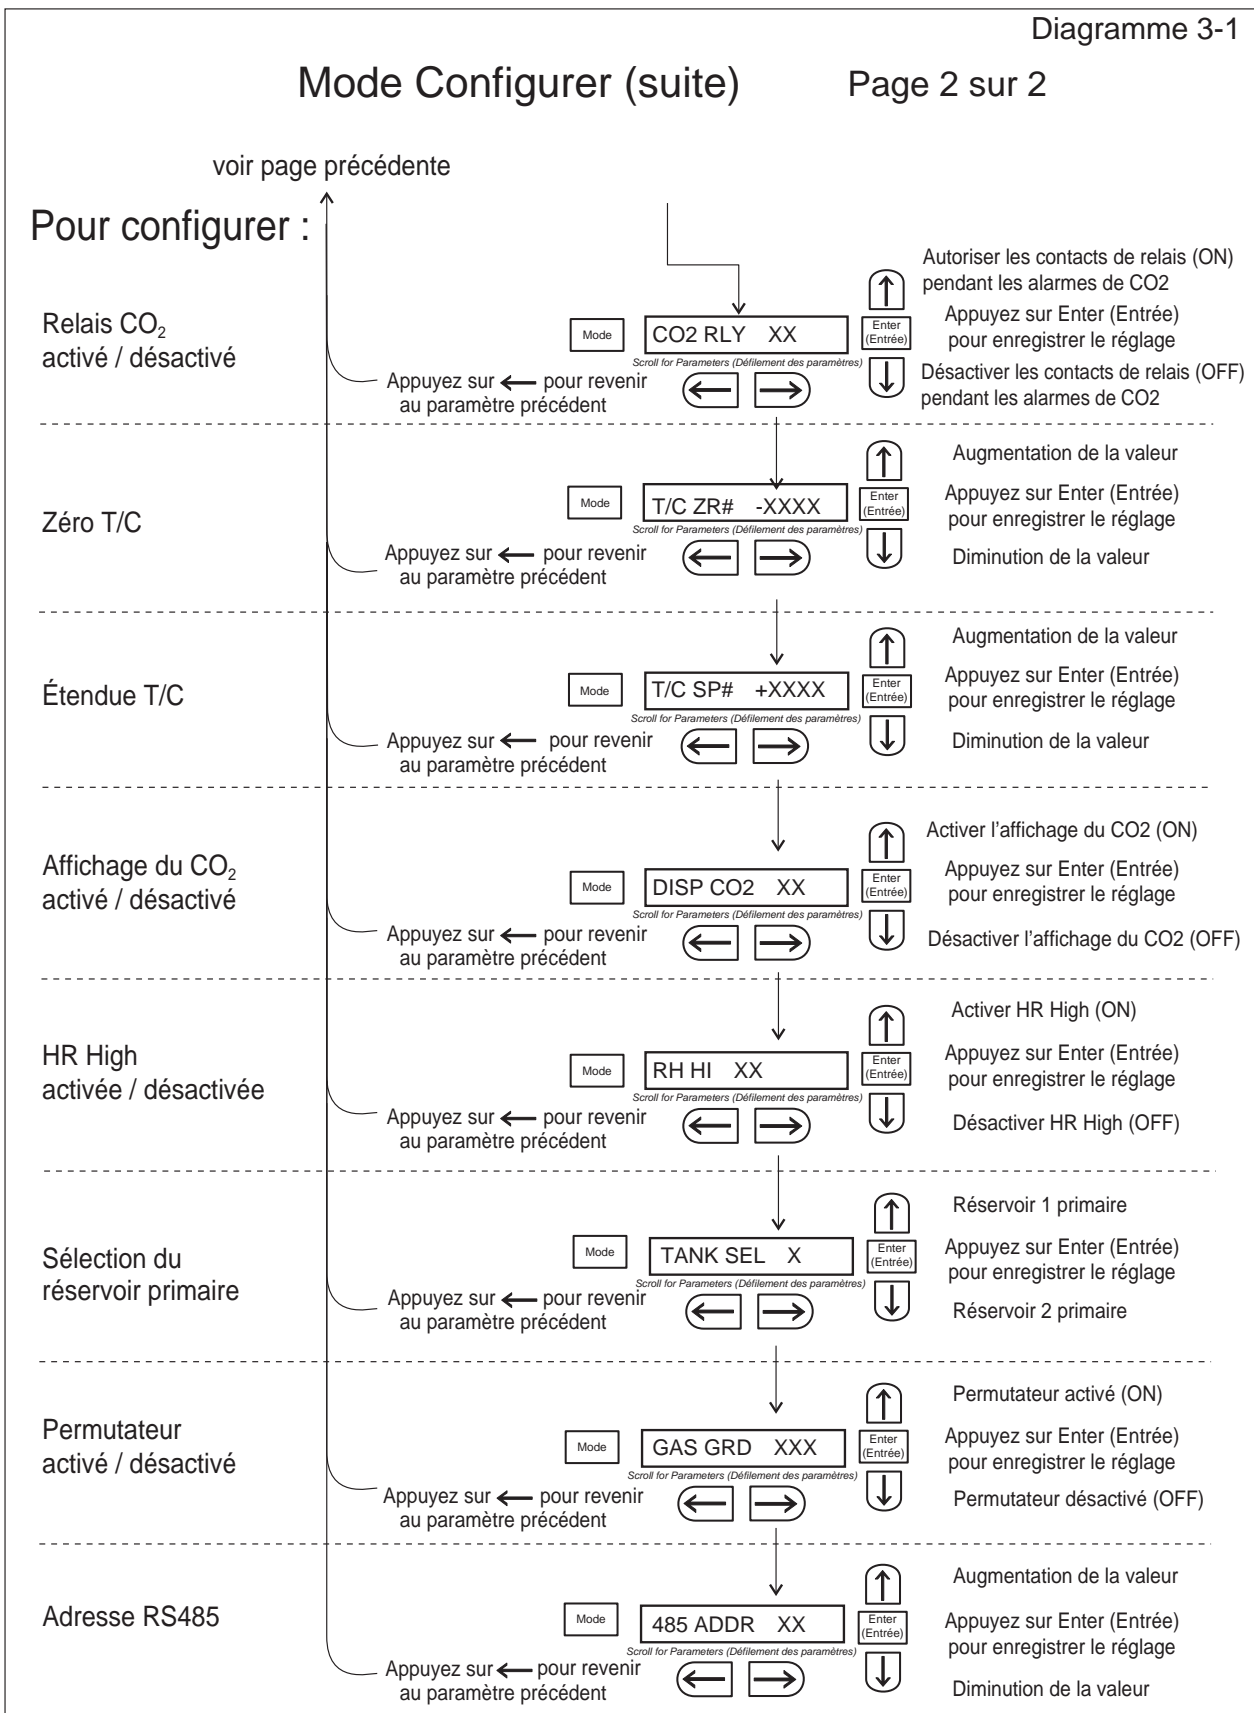 Diagramme 3-1
Mode Configurer (suite) Page 2 sur 2
voir page précédente
Pour configurer :
Relais CO₂
activé / désactivé
Mode
CO2 RLY XX
Scroll for Parameters (Défilement des paramètres)
Appuyez sur ← pour revenir
au paramètre précédent
Autoriser les contacts de relais (ON)
pendant les alarmes de CO2
Enter
(Entrée)
Appuyez sur Enter (Entrée)
pour enregistrer le réglage
Désactiver les contacts de relais (OFF)
pendant les alarmes de CO2
Zéro T/C
Mode
T/C ZR# -XXXX
Scroll for Parameters (Défilement des paramètres)
Appuyez sur ← pour revenir
au paramètre précédent
Augmentation de la valeur
Enter
(Entrée)
Appuyez sur Enter (Entrée)
pour enregistrer le réglage
Diminution de la valeur
Étendue T/C
Mode
T/C SP# +XXXX
Scroll for Parameters (Défilement des paramètres)
Appuyez sur ← pour revenir
au paramètre précédent
Augmentation de la valeur
Enter
(Entrée)
Appuyez sur Enter (Entrée)
pour enregistrer le réglage
Diminution de la valeur
Affichage du CO₂
activé / désactivé
Mode
DISP CO2 XX
Scroll for Parameters (Défilement des paramètres)
Appuyez sur ← pour revenir
au paramètre précédent
Activer l’affichage du CO2 (ON)
Enter
(Entrée)
Appuyez sur Enter (Entrée)
pour enregistrer le réglage
Désactiver l’affichage du CO2 (OFF)
HR High
activée / désactivée
Mode
RH HI XX
Scroll for Parameters (Défilement des paramètres)
Appuyez sur ← pour revenir
au paramètre précédent
Activer HR High (ON)
Enter
(Entrée)
Appuyez sur Enter (Entrée)
pour enregistrer le réglage
Désactiver HR High (OFF)
Sélection du
réservoir primaire
Mode
TANK SEL X
Scroll for Parameters (Défilement des paramètres)
Appuyez sur ← pour revenir
au paramètre précédent
Réservoir 1 primaire
Enter
(Entrée)
Appuyez sur Enter (Entrée)
pour enregistrer le réglage
Réservoir 2 primaire
Permutateur
activé / désactivé
Mode
GAS GRD XXX
Scroll for Parameters (Défilement des paramètres)
Appuyez sur ← pour revenir
au paramètre précédent
Permutateur activé (ON)
Enter
(Entrée)
Appuyez sur Enter (Entrée)
pour enregistrer le réglage
Permutateur désactivé (OFF)
Adresse RS485
Mode
485 ADDR XX
Scroll for Parameters (Défilement des paramètres)
Appuyez sur ← pour revenir
au paramètre précédent
Augmentation de la valeur
Enter
(Entrée)
Appuyez sur Enter (Entrée)
pour enregistrer le réglage
Diminution de la valeur